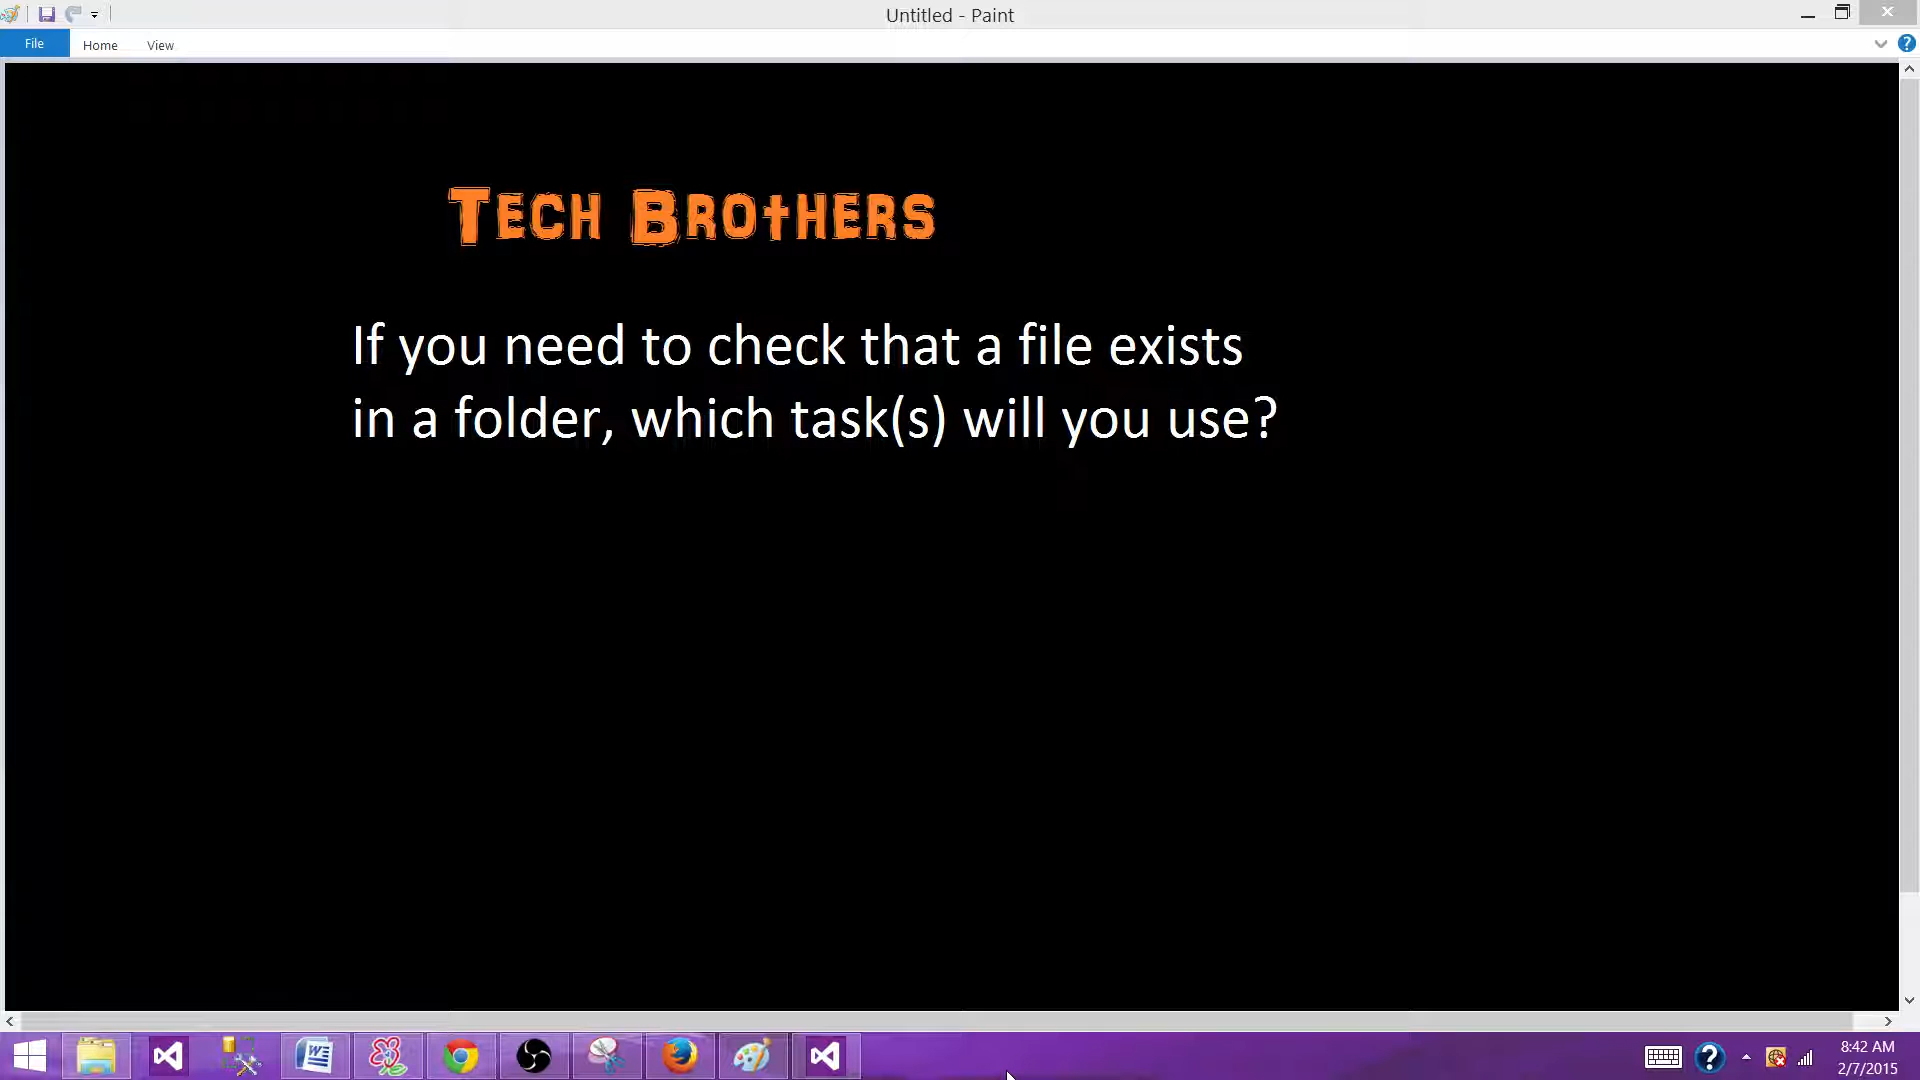 Untitled - Paint
File Home View
Tech Brothers
If you need to check that a file exists
in a folder, which task(s) will you use?
8:42 AM
2/7/2015